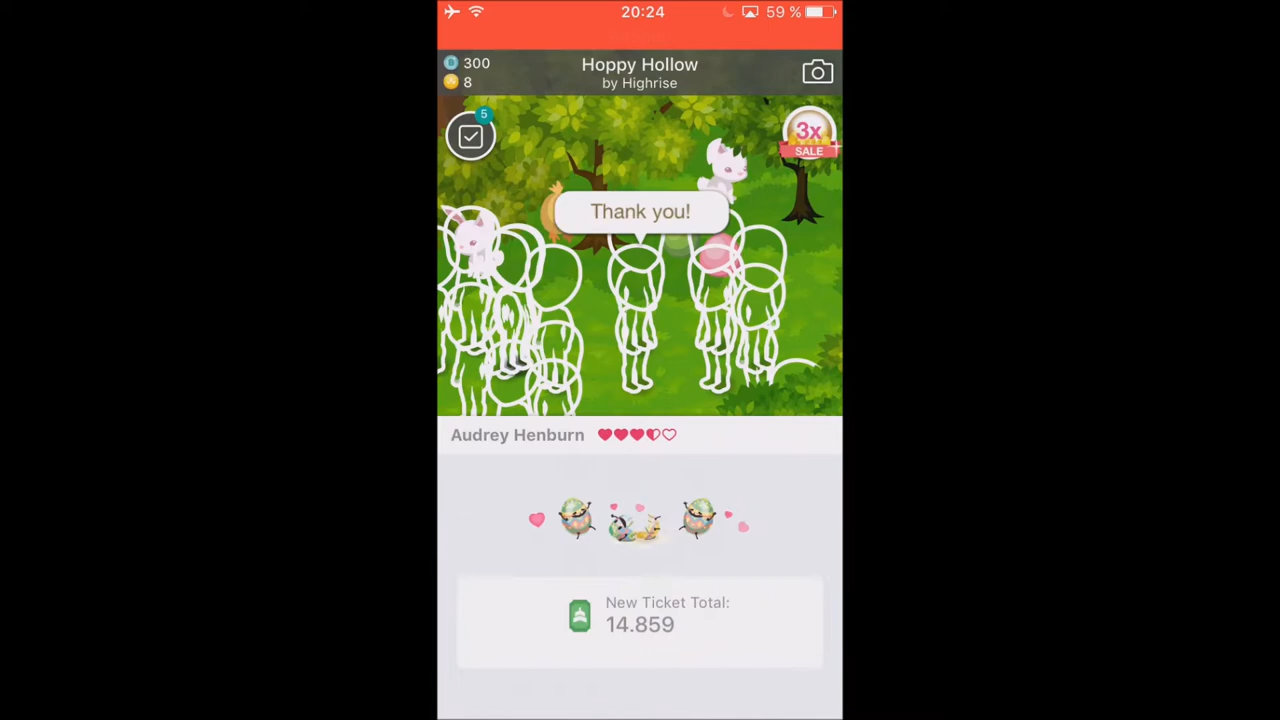 20:24
59 %
300
8
Hoppy Hollow
by Highrise
5
3x
SALE
Thank you!
Audrey Henburn
New Ticket Total:
14.859